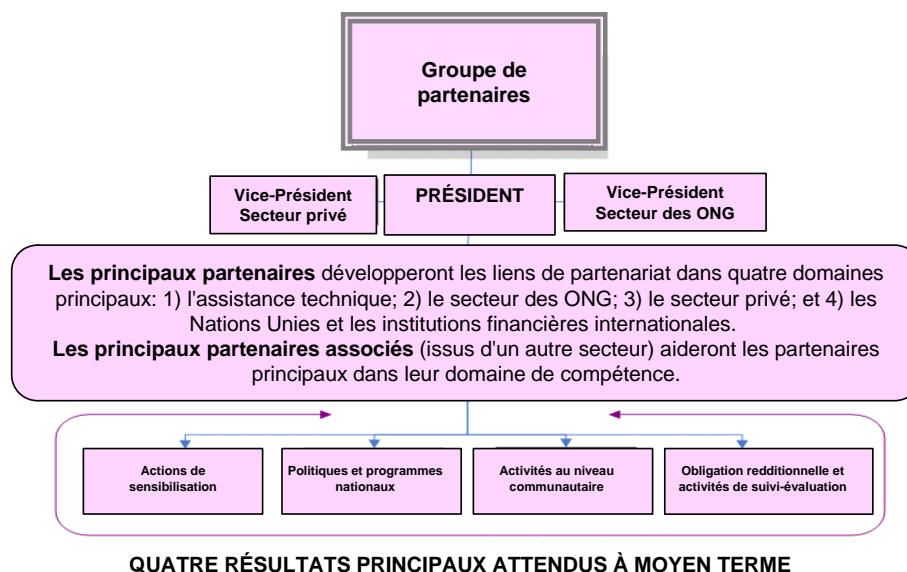 Groupe de
partenaires
Vice-Président
Secteur privé
PRÉSIDENT
Vice-Président
Secteur des ONG
Les principaux partenaires développeront les liens de partenariat dans quatre domaines
principaux: 1) l'assistance technique; 2) le secteur des ONG; 3) le secteur privé; et 4) les
Nations Unies et les institutions financières internationales.
Les principaux partenaires associés (issus d'un autre secteur) aideront les partenaires
principaux dans leur domaine de compétence.
Actions de
sensibilisation
Politiques et programmes
nationaux
Activités au niveau
communautaire
Obligation redditionnelle et
activités de suivi-évaluation
QUATRE RÉSULTATS PRINCIPAUX ATTENDUS À MOYEN TERME